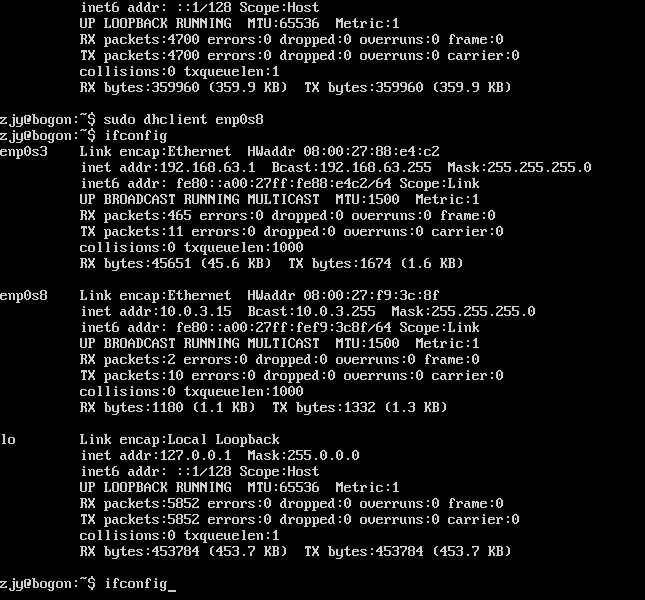 inet6 addr: ::1/128 Scope:Host
UP LOOPBACK RUNNING  MTU:65536  Metric:1
RX packets:4700 errors:0 dropped:0 overruns:0 frame:0
TX packets:4700 errors:0 dropped:0 overruns:0 carrier:0
collisions:0 txqueuelen:1
RX bytes:359960 (359.9 KB)  TX bytes:359960 (359.9 KB)
zjy@bogon:~$ sudo dhclient enp0s8
zjy@bogon:~$ ifconfig
enp0s3    Link encap:Ethernet  HWaddr 08:00:27:88:e4:c2
inet addr:192.168.63.1  Bcast:192.168.63.255  Mask:255.255.255.0
inet6 addr: fe80::a00:27ff:fe88:e4c2/64 Scope:Link
UP BROADCAST RUNNING MULTICAST  MTU:1500  Metric:1
RX packets:465 errors:0 dropped:0 overruns:0 frame:0
TX packets:11 errors:0 dropped:0 overruns:0 carrier:0
collisions:0 txqueuelen:1000
RX bytes:45651 (45.6 KB)  TX bytes:1674 (1.6 KB)
enp0s8    Link encap:Ethernet  HWaddr 08:00:27:f9:3c:8f
inet addr:10.0.3.15  Bcast:10.0.3.255  Mask:255.255.255.0
inet6 addr: fe80::a00:27ff:fef9:3c8f/64 Scope:Link
UP BROADCAST RUNNING MULTICAST  MTU:1500  Metric:1
RX packets:2 errors:0 dropped:0 overruns:0 frame:0
TX packets:10 errors:0 dropped:0 overruns:0 carrier:0
collisions:0 txqueuelen:1000
RX bytes:1180 (1.1 KB)  TX bytes:1332 (1.3 KB)
lo        Link encap:Local Loopback
inet addr:127.0.0.1  Mask:255.0.0.0
inet6 addr: ::1/128 Scope:Host
UP LOOPBACK RUNNING  MTU:65536  Metric:1
RX packets:5852 errors:0 dropped:0 overruns:0 frame:0
TX packets:5852 errors:0 dropped:0 overruns:0 carrier:0
collisions:0 txqueuelen:1
RX bytes:453784 (453.7 KB)  TX bytes:453784 (453.7 KB)
zjy@bogon:~$ ifconfig_